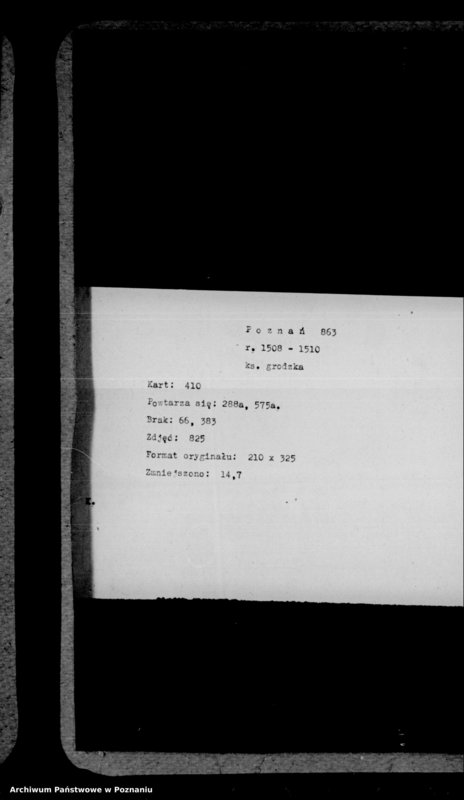 Poznań 863
r. 1508 - 1510
ks. grodzka
Kart: 410
Powtarza się: 288a, 575a.
Brak: 66, 383
Zdjęć: 825
Format oryginału: 210 x 325
Zmniejszono: 14,7
K.
Archiwum Państwowe w Poznaniu